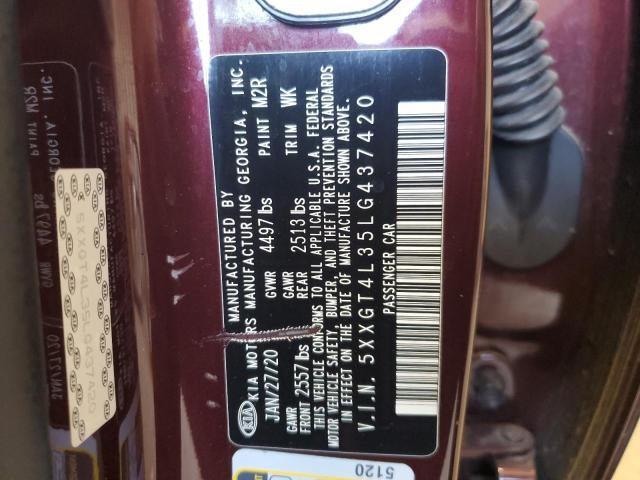 MANUFACTURED BY
KIA KIA MOTORS MANUFACTURING GEORGIA, INC.
JAN/27/20 GVWR 4497 lbs PAINT M2R
GAWR FRONT 2557 lbs GAWR REAR 2513 lbs TRIM WK
THIS VEHICLE CONFORMS TO ALL APPLICABLE U.S.A. FEDERAL
MOTOR VEHICLE SAFETY, BUMPER, AND THEFT PREVENTION STANDARDS
IN EFFECT ON THE DATE OF MANUFACTURE SHOWN ABOVE.
V.I.N. 5XXGT4L35LG437420
PASSENGER CAR
5120